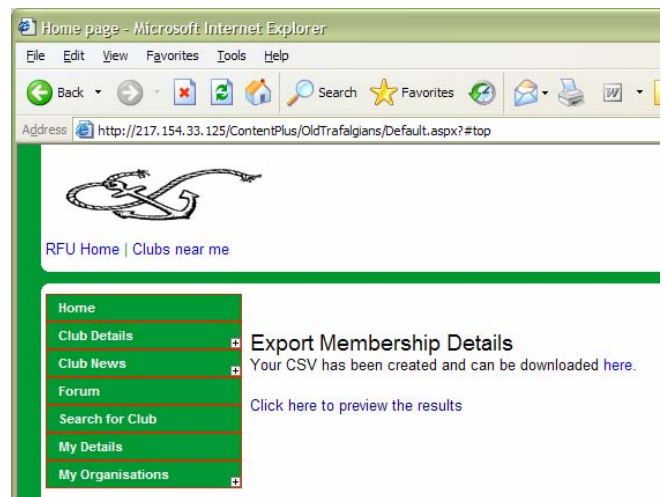 Home page - Microsoft Internet Explorer
File Edit View Favorites Tools Help
Back Search Favorites W
Address http://217.154.33.125/ContentPlus/OldTrafalgians/Default.aspx?#top
RFU Home | Clubs near me
Home
Club Details
Club News
Forum
Search for Club
My Details
My Organisations
Export Membership Details
Your CSV has been created and can be downloaded here.
Click here to preview the results